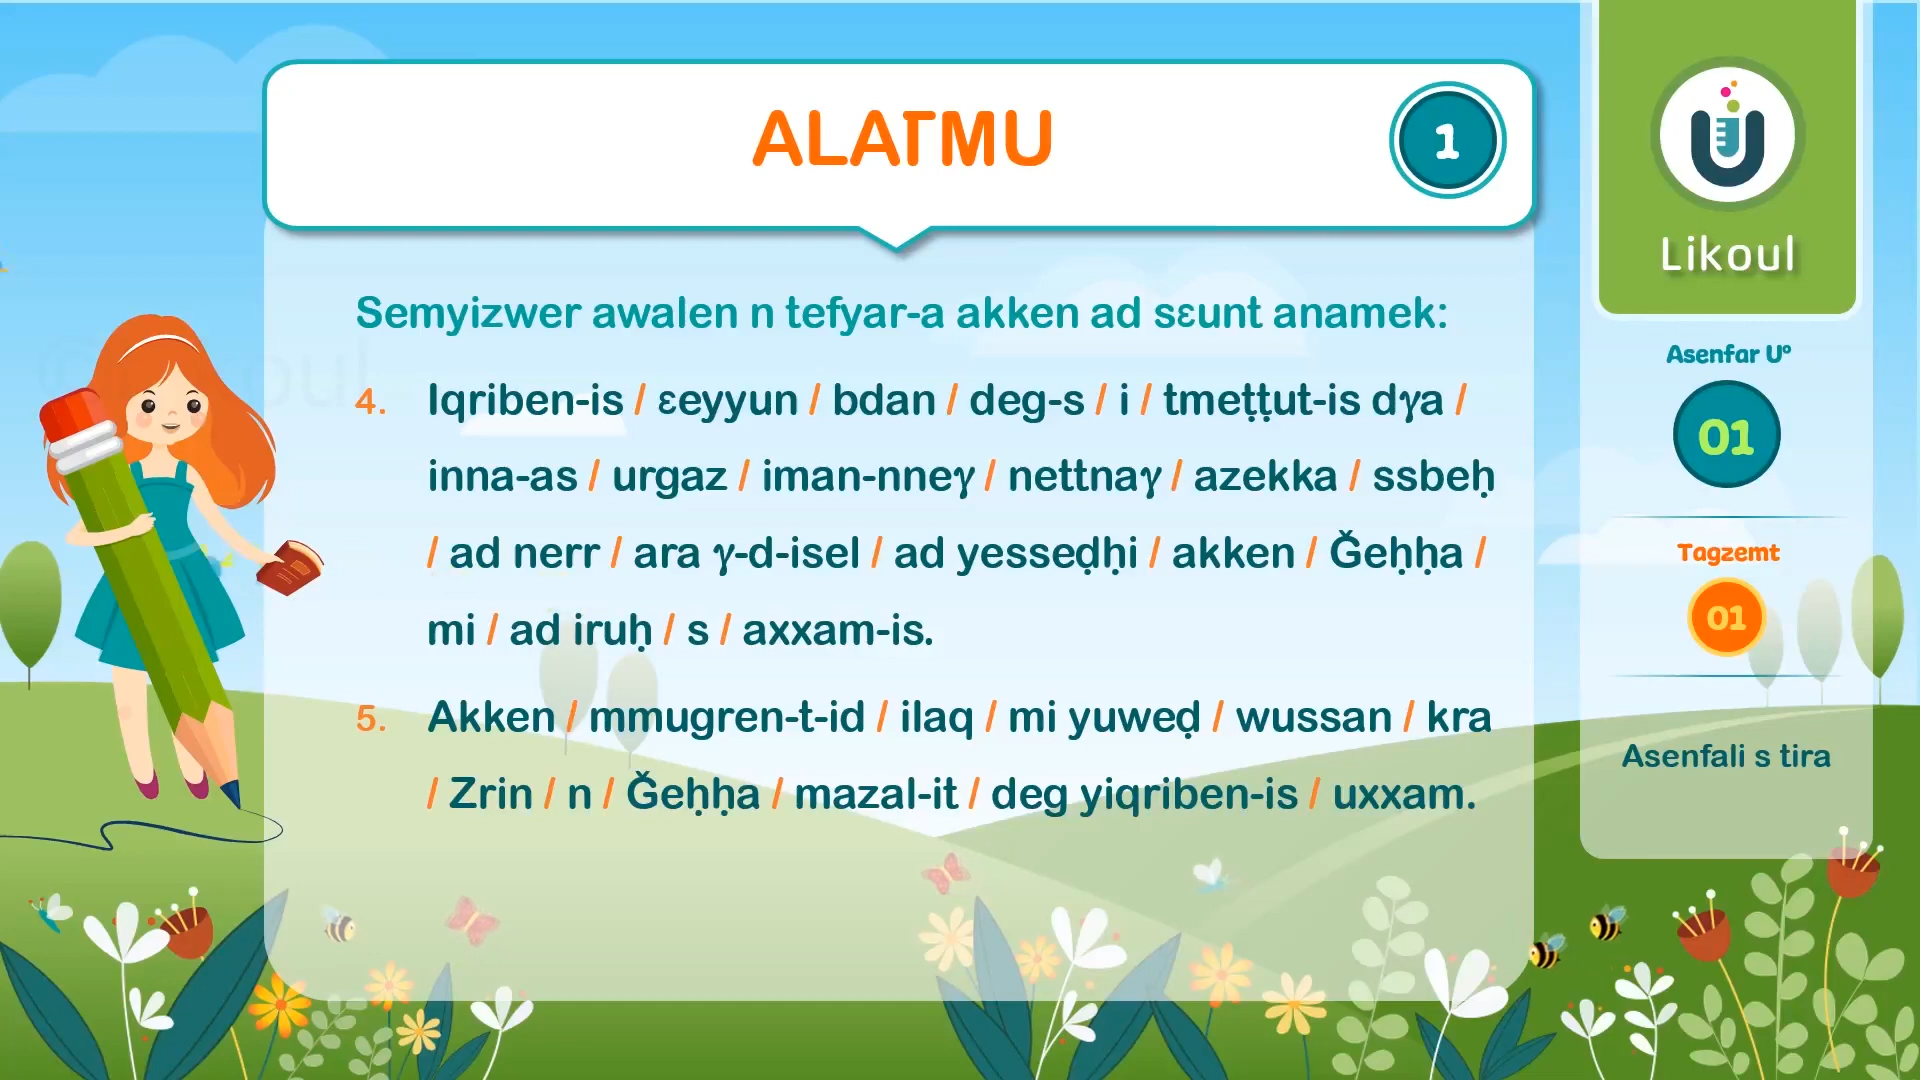 ALAΓMU
1
Likoul
Semyizwer awalen n tefyar-a akken ad sɛunt anamek:
4. Iqriben-is / ɛeyyun / bdan / deg-s / i / tmeṭṭut-is dɣa /
inna-as / urgaz / iman-nneɣ / nettnaɣ / azekka / ssbeḥ
/ ad nerr / ara ɣ-d-isel / ad yesseḍḥi / akken / Ǧeḥḥa /
mi / ad iruḥ / s / axxam-is.
5. Akken / mmugren-t-id / ilaq / mi yuweḍ / wussan / kra
/ Zrin / n / Ǧeḥḥa / mazal-it / deg yiqriben-is / uxxam.
Asenfar Uº
01
Tagzemt
01
Asenfali s tira